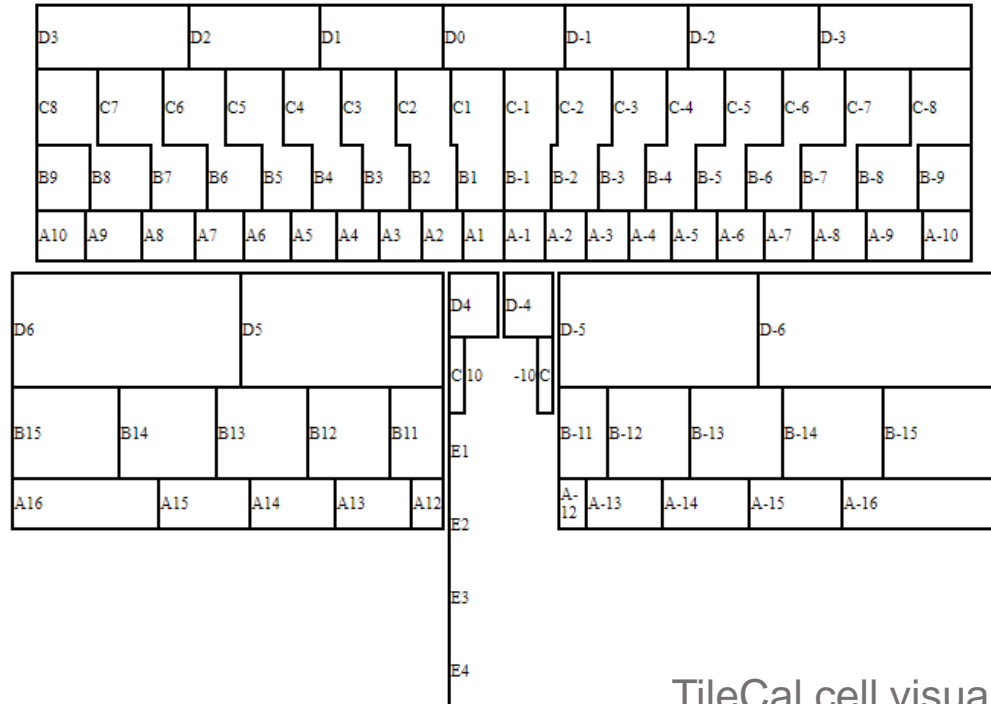 D3 D2 D1 D0 D-1 D-2 D-3
C8 C7 C6 C5 C4 C3 C2 C1 C-1 C-2 C-3 C-4 C-5 C-6 C-7 C-8
B9 B8 B7 B6 B5 B4 B3 B2 B1 B-1 B-2 B-3 B-4 B-5 B-6 B-7 B-8 B-9
A10 A9 A8 A7 A6 A5 A4 A3 A2 A1 A-1 A-2 A-3 A-4 A-5 A-6 A-7 A-8 A-9 A-10
D4 D-4
D6 D5 D-5 D-6
C10 -10C
B15 B14 B13 B12 B11 B-11 B-12 B-13 B-14 B-15
E1
A16 A15 A14 A13 A12 A-
12 A-13 A-14 A-15 A-16
E2
E3
E4
TileCal cell visua